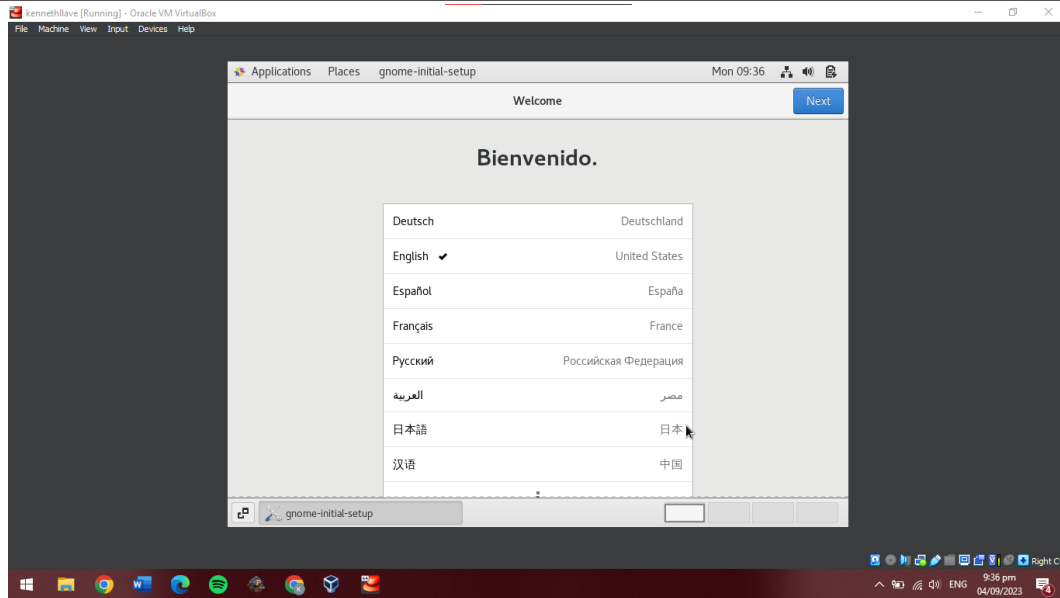 kennethllave [Running] - Oracle VM VirtualBox
File Machine View Input Devices Help
Applications Places gnome-initial-setup Mon 09:36
Welcome Next
Bienvenido.
Deutsch Deutschland
English United States
Español España
Français France
Русский Российская Федерация
العربية مصر
日本語 日本
汉语 中国
gnome-initial-setup
Right C
ENG 9:36 pm
04/09/2023
4